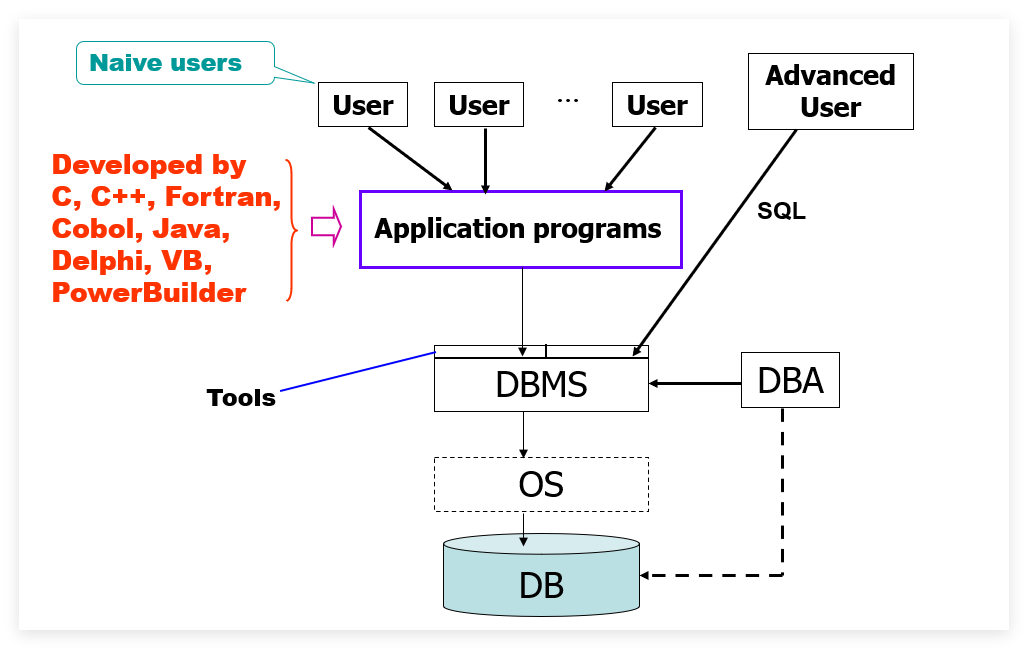 Naive users
User
User
...
User
Advanced
User
Developed by
C, C++, Fortran,
Cobol, Java,
Delphi, VB,
PowerBuilder
Application programs
SQL
Tools
DBMS
DBA
OS
DB